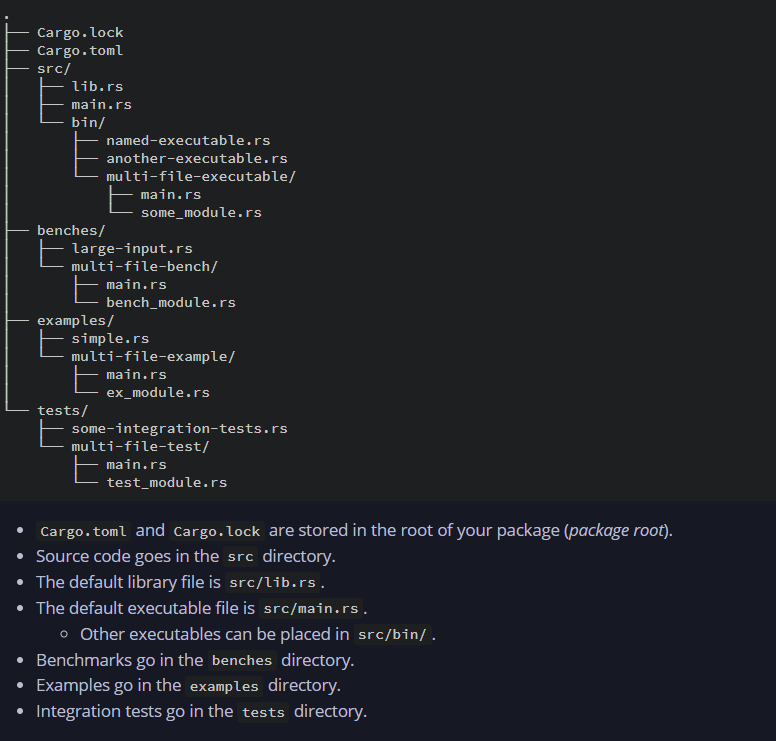 .
├── Cargo.lock
├── Cargo.toml
├── src/
│   ├── lib.rs
│   ├── main.rs
│   └── bin/
│       ├── named-executable.rs
│       ├── another-executable.rs
│       └── multi-file-executable/
│           ├── main.rs
│           └── some_module.rs
├── benches/
│   ├── large-input.rs
│   └── multi-file-bench/
│       ├── main.rs
│       └── bench_module.rs
├── examples/
│   ├── simple.rs
│   └── multi-file-example/
│       ├── main.rs
│       └── ex_module.rs
└── tests/
    ├── some-integration-tests.rs
    └── multi-file-test/
        ├── main.rs
        └── test_module.rs
• Cargo.toml and Cargo.lock are stored in the root of your package (package root).
• Source code goes in the src directory.
• The default library file is src/lib.rs.
• The default executable file is src/main.rs.
◦ Other executables can be placed in src/bin/.
• Benchmarks go in the benches directory.
• Examples go in the examples directory.
• Integration tests go in the tests directory.